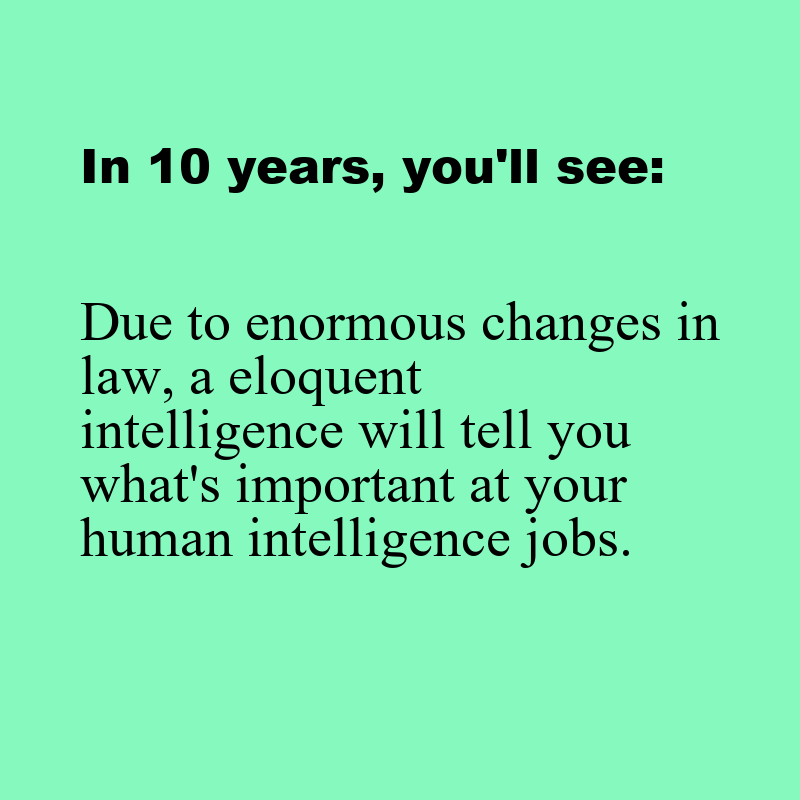 In 10 years, you'll see:
Due to enormous changes in
law, a eloquent
intelligence will tell you
what's important at your
human intelligence jobs.